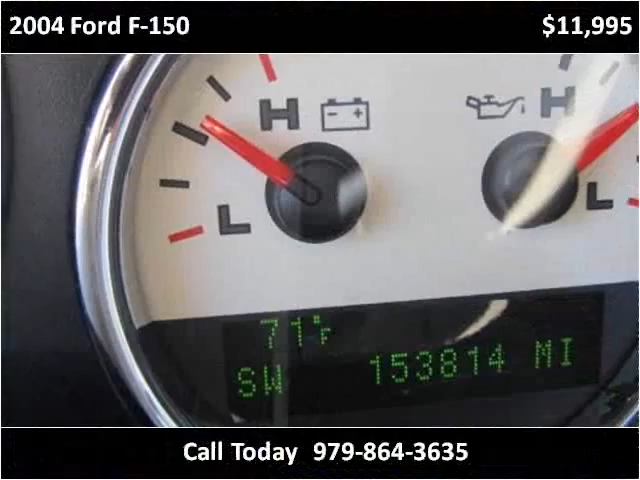 2004 Ford F-150 $11,995
H - + H
L L
71°F
SW 153814 MI
Call Today 979-864-3635